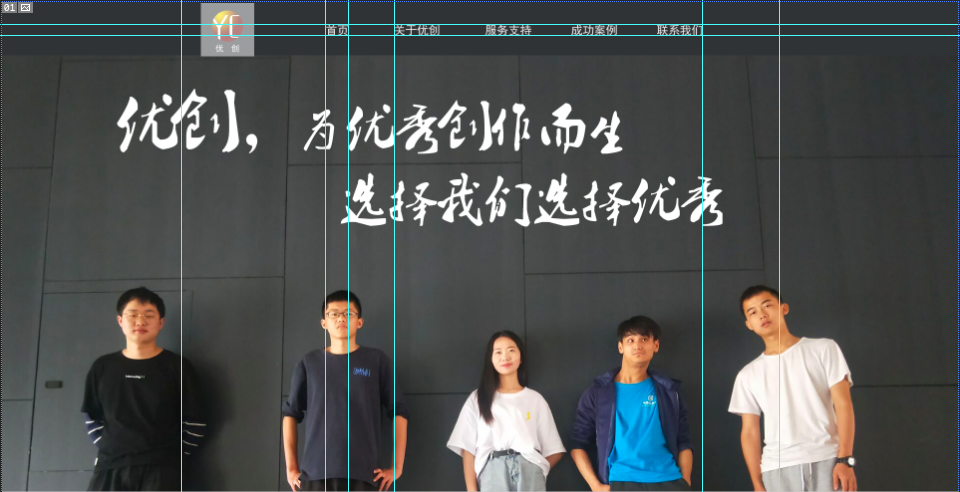 01
YC
优 创
首页
关于优创
服务支持
成功案例
联系我们
优创，为优秀创作而生
选择我们选择优秀